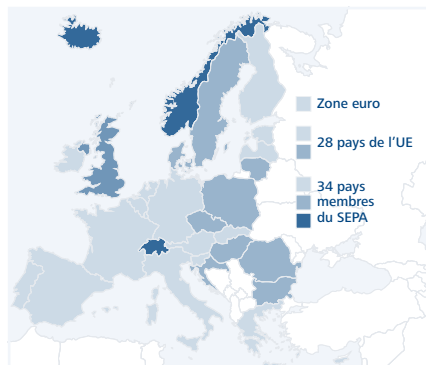 Zone euro
28 pays de l'UE
34 pays
membres
du SEPA